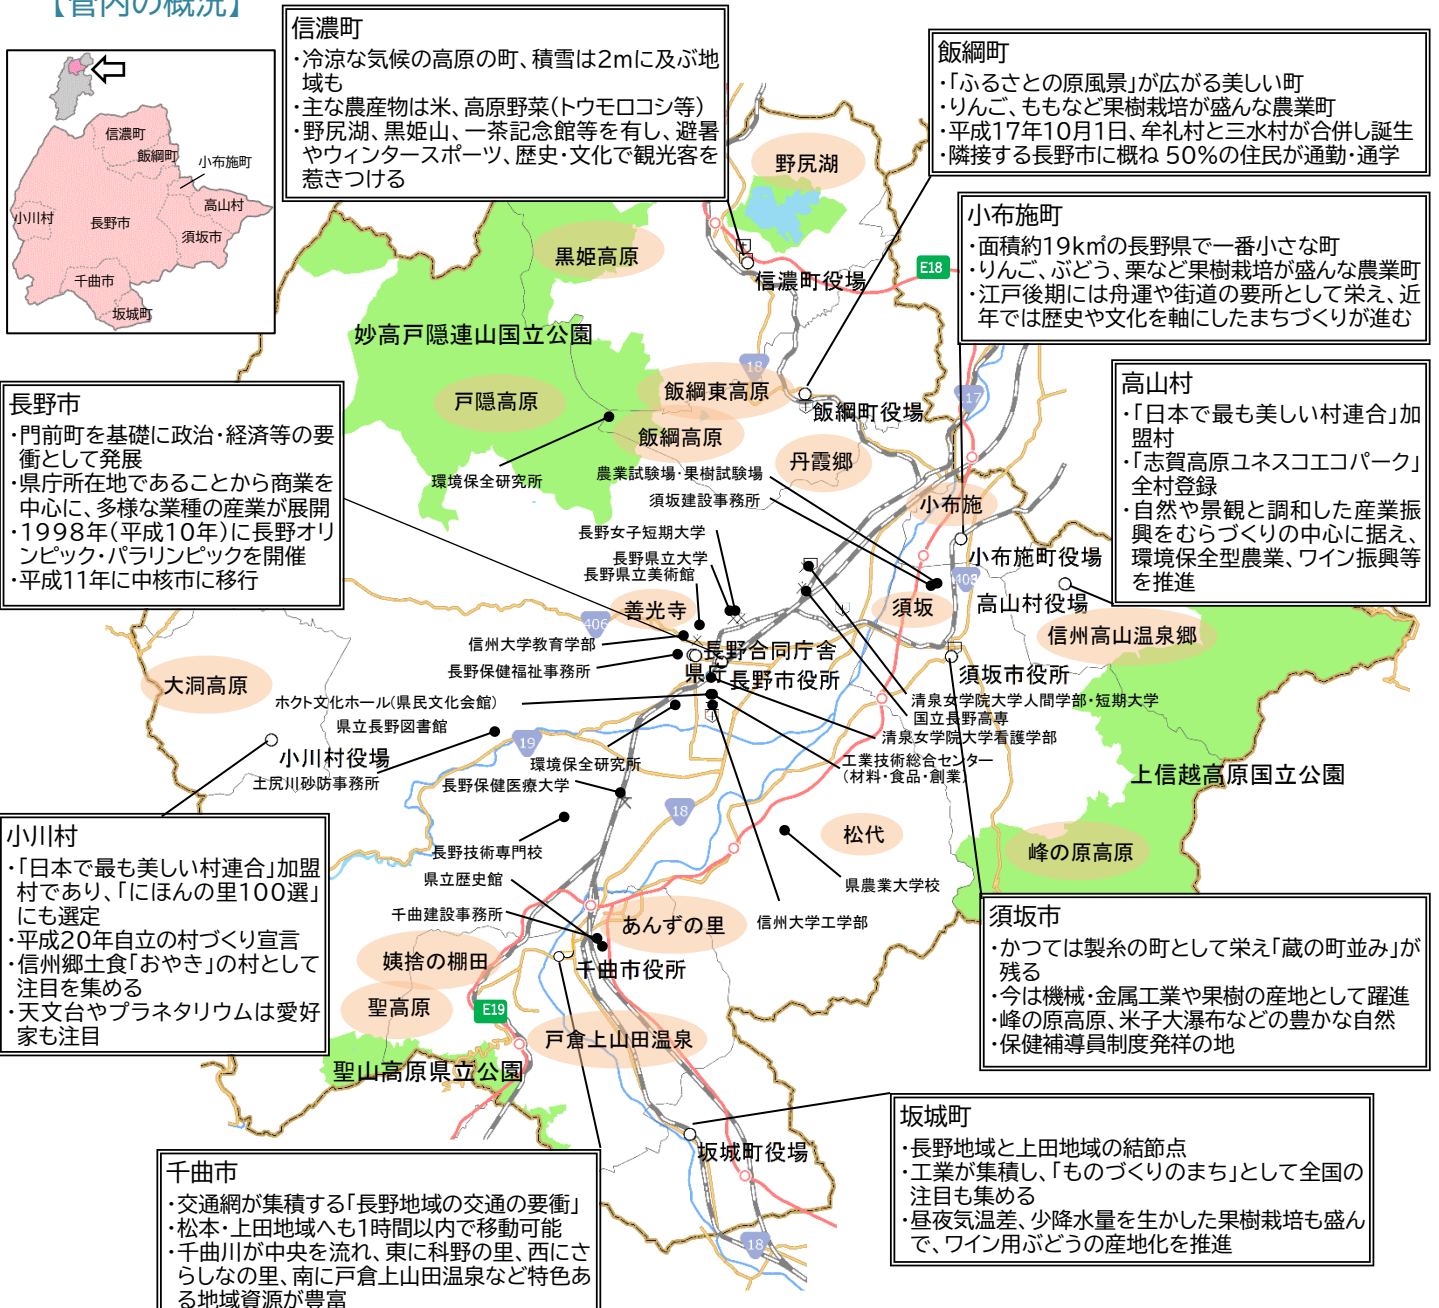 【管内の概況】
信濃町
・冷涼な気候の高原の町、積雪は2mに及ぶ地
域も
・主な農産物は米、高原野菜(トウモロコシ等)
・野尻湖、黒姫山、一茶記念館等を有し、避暑
やウィンタースポーツ、歴史・文化で観光客を
惹きつける
飯綱町
・「ふるさとの原風景」が広がる美しい町
・りんご、ももなど果樹栽培が盛んな農業町
・平成17年10月1日、牟礼村と三水村が合併し誕生
・隣接する長野市に概ね 50%の住民が通勤・通学
小布施町
・面積約19k㎡の長野県で一番小さな町
・りんご、ぶどう、栗など果樹栽培が盛んな農業町
・江戸後期には舟運や街道の要所として栄え、近
年では歴史や文化を軸にしたまちづくりが進む
高山村
・「日本で最も美しい村連合」加
盟村
・「志賀高原ユネスコエコパーク」
全村登録
・自然や景観と調和した産業振
興をむらづくりの中心に据え、
環境保全型農業、ワイン振興等
を推進
長野市
・門前町を基礎に政治・経済等の要
衝として発展
・県庁所在地であることから商業を
中心に、多様な業種の産業が展開
・1998年(平成10年)に長野オリ
ンピック・パラリンピックを開催
・平成11年に中核市に移行
小川村
・「日本で最も美しい村連合」加盟
村であり、「にほんの里100選」
にも選定
・平成20年自立の村づくり宣言
・信州郷土食「おやき」の村として
注目を集める
・天文台やプラネタリウムは愛好
家も注目
須坂市
・かつては製糸の町として栄え「蔵の町並み」が
残る
・今は機械・金属工業や果樹の産地として躍進
・峰の原高原、米子大瀑布などの豊かな自然
・保健補導員制度発祥の地
坂城町
・長野地域と上田地域の結節点
・工業が集積し、「ものづくりのまち」として全国の
注目も集める
・昼夜気温差、少降水量を生かした果樹栽培も盛ん
で、ワイン用ぶどうの産地化を推進
千曲市
・交通網が集積する「長野地域の交通の要衝」
・松本・上田地域へも1時間以内で移動可能
・千曲川が中央を流れ、東に科野の里、西にさ
らしなの里、南に戸倉上山田温泉など特色あ
る地域資源が豊富
信濃町
飯綱町
小布施町
高山村
小川村
長野市
須坂市
千曲市
坂城町
野尻湖
黒姫高原
信濃町役場
E18
妙高戸隠連山国立公園
18
戸隠高原
飯綱東高原
飯綱町役場
17
飯綱高原
丹霞郷
環境保全研究所
農業試験場・果樹試験場
須坂建設事務所
小布施
長野女子短期大学
長野県立大学
長野県立美術館
小布施町役場
403
高山村役場
善光寺
406
須坂
信州高山温泉郷
信州大学教育学部
長野合同庁舎
長野保健福祉事務所
県庁
長野市役所
須坂市役所
大洞高原
ホクト文化ホール(県民文化会館)
清泉女学院大学人間学部・短期大学
国立長野高専
県立長野図書館
清泉女学院大学看護学部
19
小川村役場
環境保全研究所
工業技術総合センター
(材料・食品・創業)
土尻川砂防事務所
長野保健医療大学
上信越高原国立公園
18
松代
長野技術専門校
峰の原高原
県立歴史館
県農業大学校
千曲建設事務所
あんずの里
信州大学工学部
姨捨の棚田
千曲市役所
聖高原
E19
戸倉上山田温泉
聖山高原県立公園
坂城町役場
18